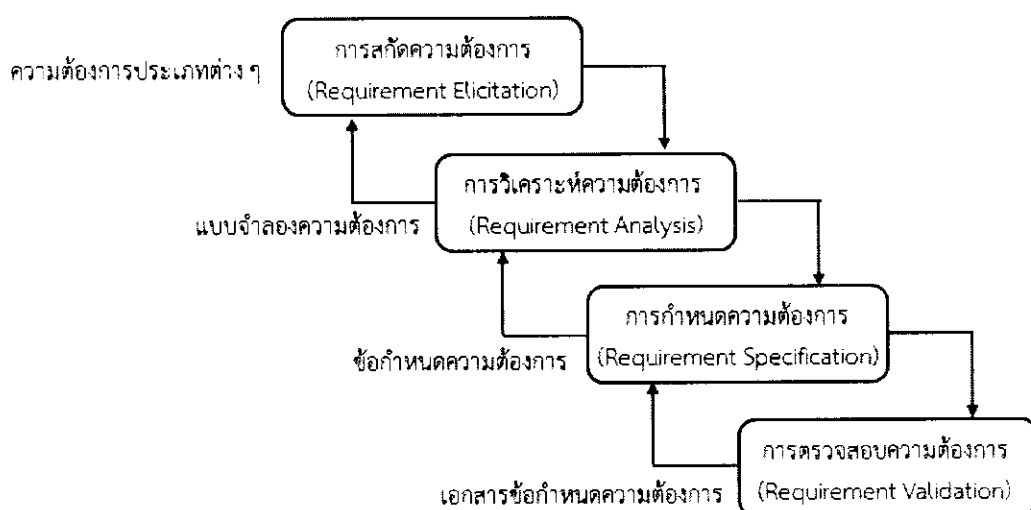 การสกัดความต้องการ
ความต้องการประเภทต่าง ๆ
(Requirement Elicitation)
การวิเคราะห์ความต้องการ
แบบจำลองความต้องการ
(Requirement Analysis)
การกำหนดความต้องการ
ข้อกำหนดความต้องการ
(Requirement Specification)
การตรวจสอบความต้องการ
เอกสารข้อกำหนดความต้องการ
(Requirement Validation)